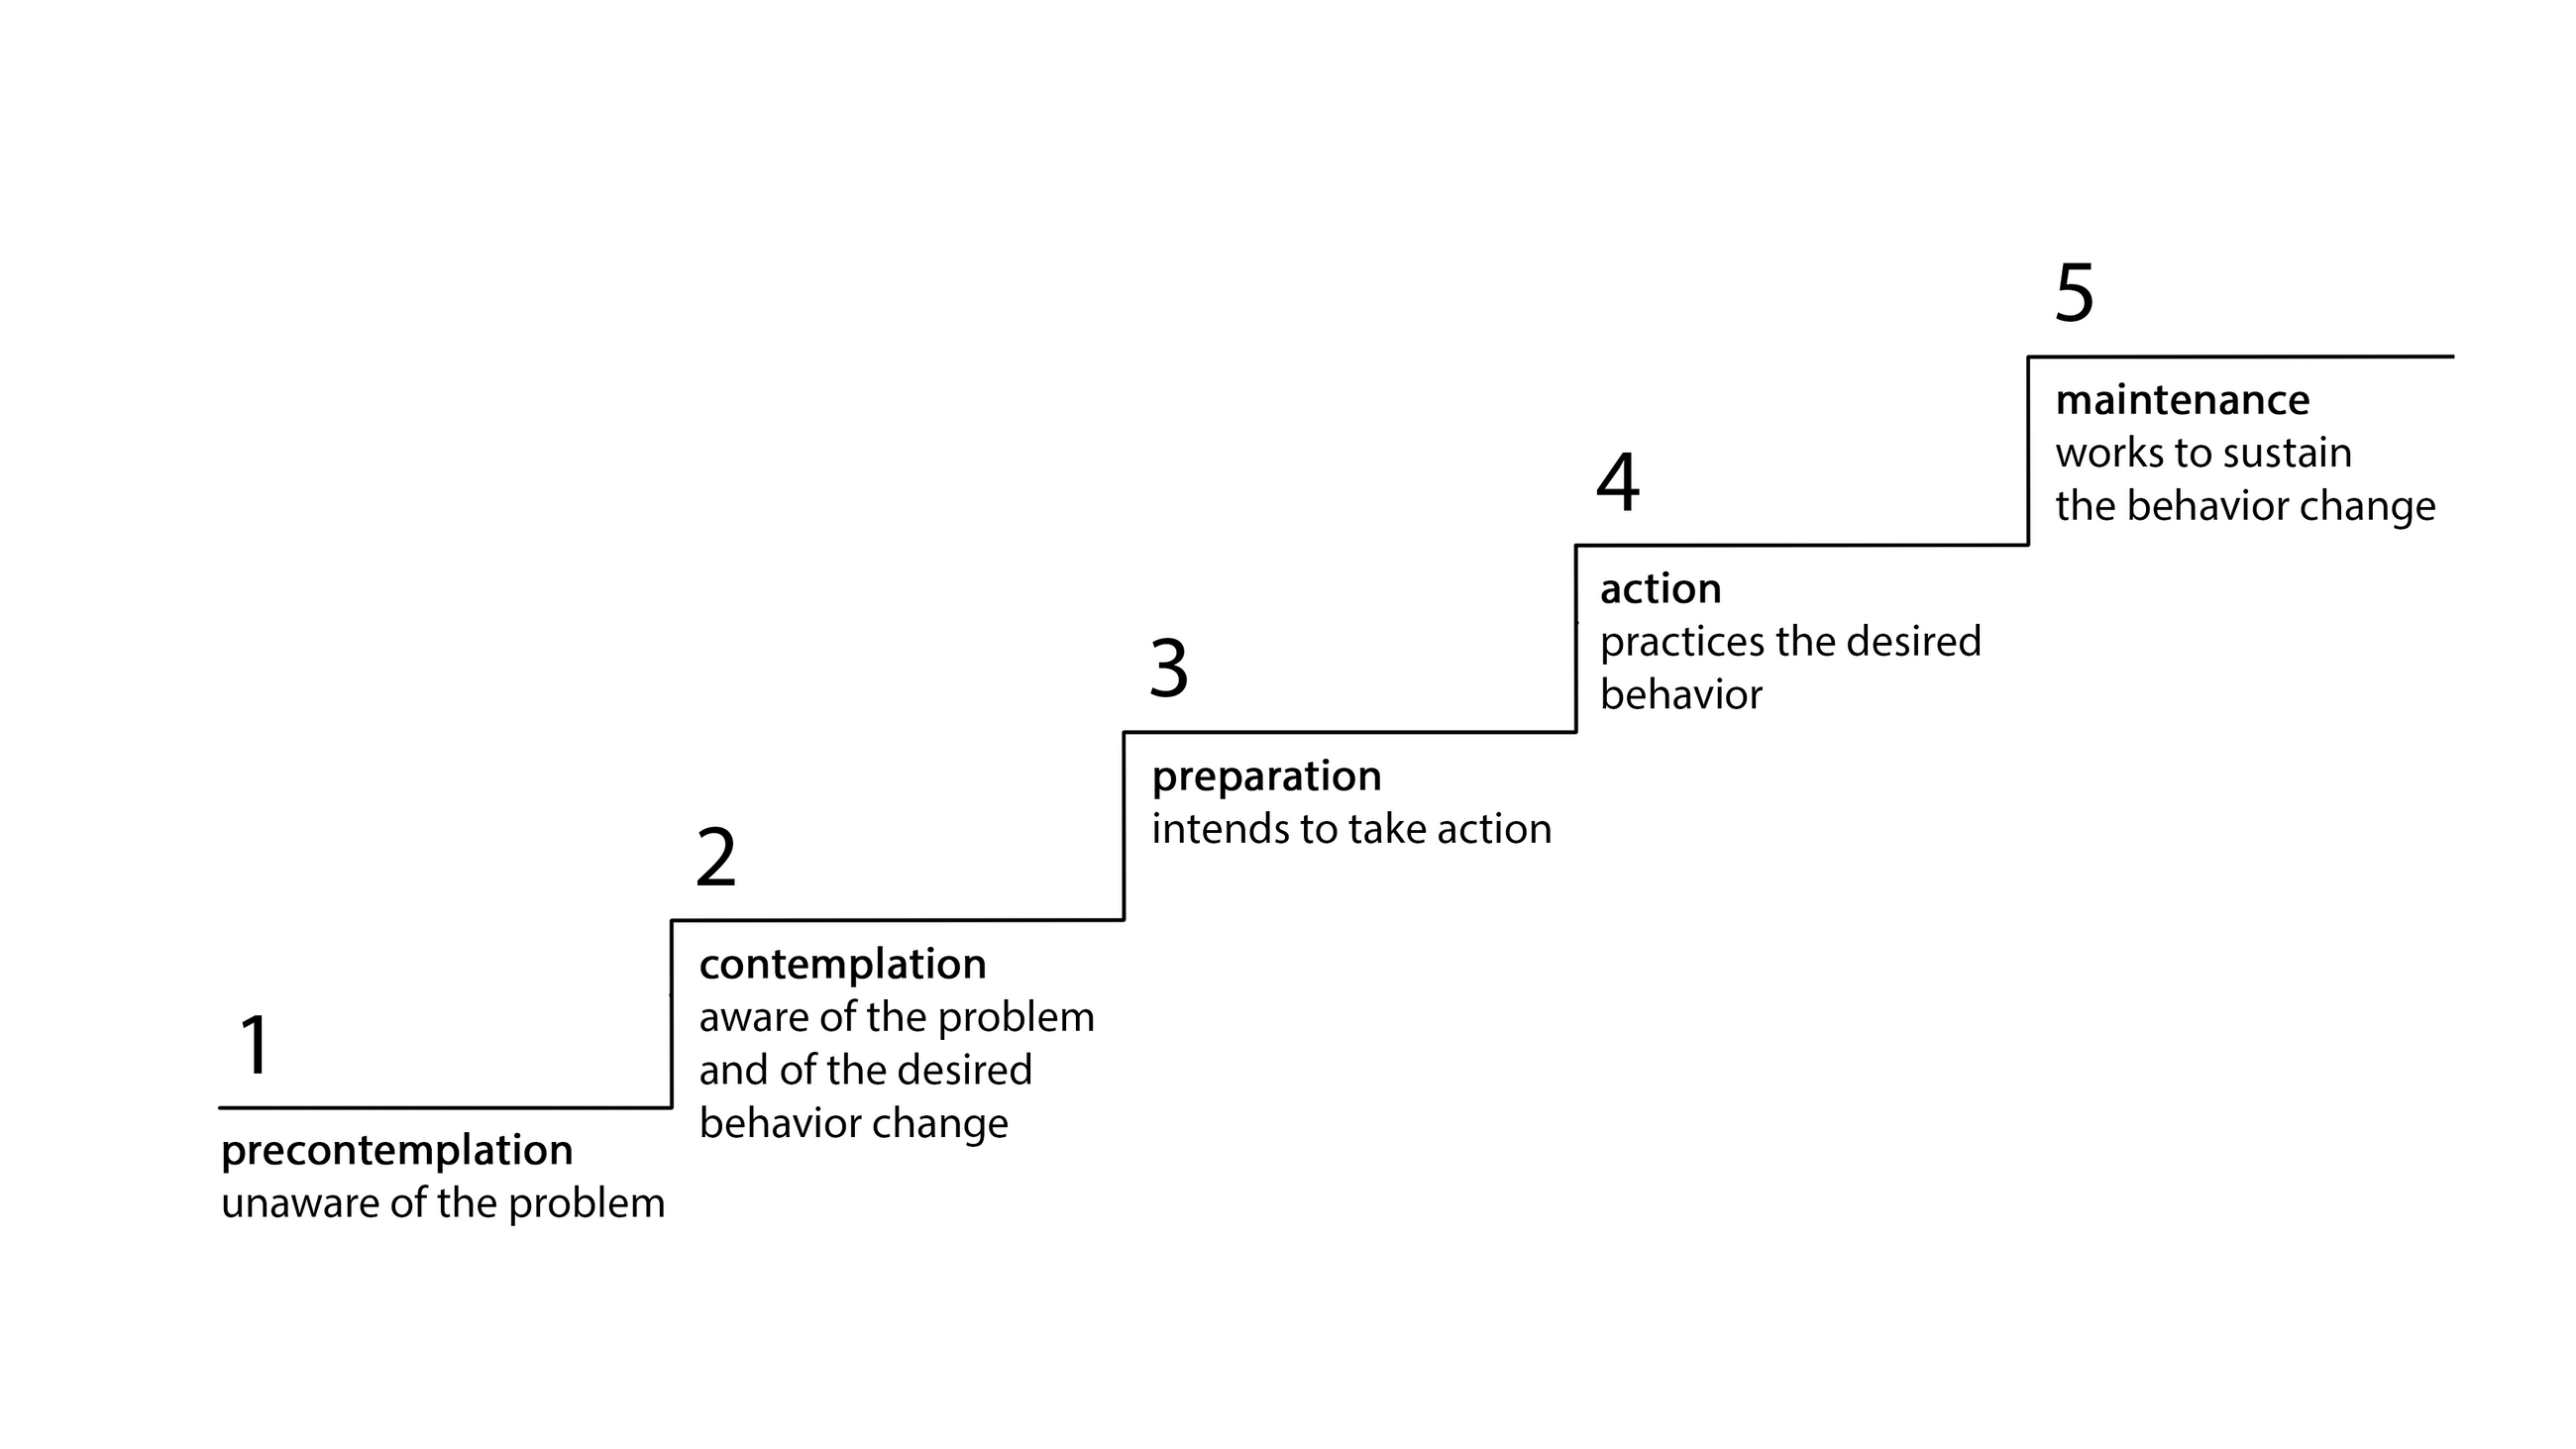 1
precontemplation
unaware of the problem
2
contemplation
aware of the problem
and of the desired
behavior change
3
preparation
intends to take action
4
action
practices the desired
behavior
5
maintenance
works to sustain
the behavior change